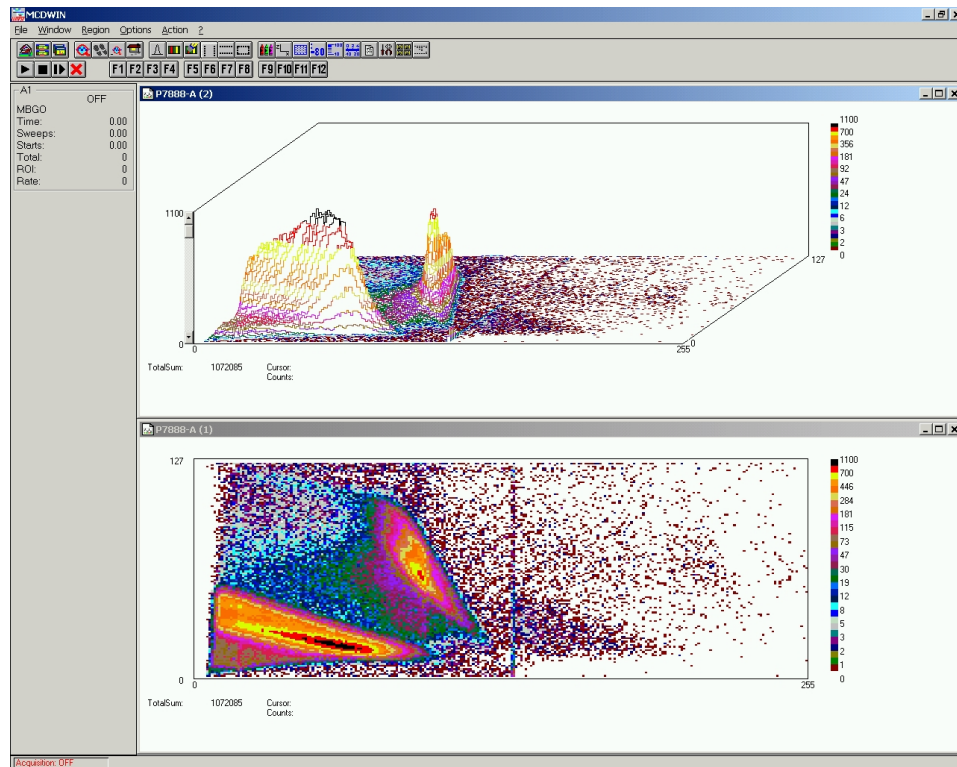 MCDWIN
File Window Region Options Action ?
F1 F2 F3 F4 F5 F6 F7 F8 F9 F10 F11 F12
A1
OFF
MBGO
Time: 0.00
Sweeps: 0.00
Starts: 0.00
Total: 0
ROI: 0
Rate: 0
P7888-A (2)
1100
700
356
181
92
47
24
12
6
3
2
0
1100
127
0
0
255
0
TotalSum: 1072085 Cursor:
Counts:
P7888-A (1)
127
1100
700
446
284
181
115
73
47
30
19
12
8
5
3
2
1
0
0
0
255
TotalSum: 1072085 Cursor:
Counts:
Acquisition: OFF